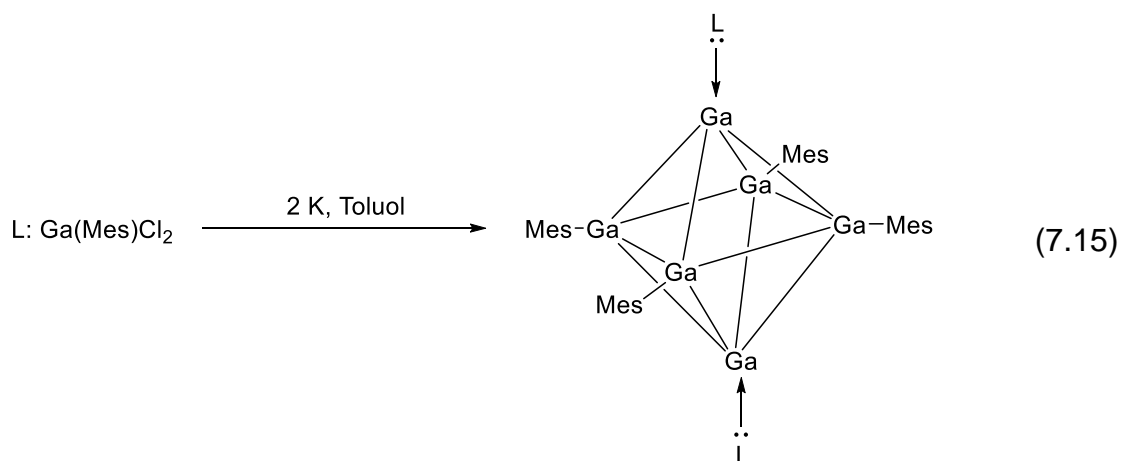 L
Ga
Mes
Ga
2 K, Toluol
L: Ga(Mes)Cl₂
Mes-Ga
Ga-Mes
(7.15)
Ga
Mes
Ga
L